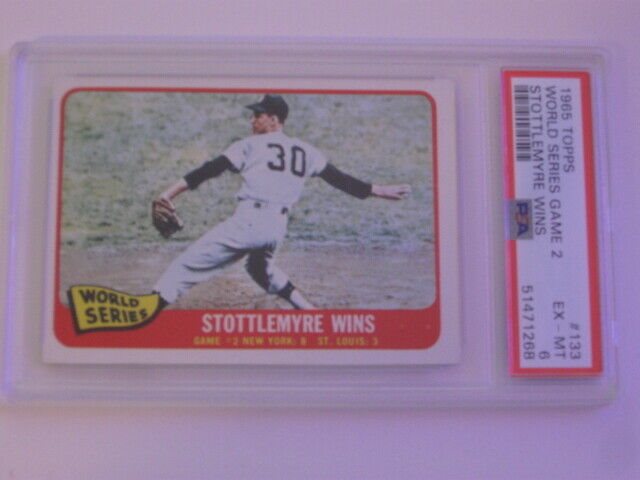 30
WORLD
SERIES
STOTTLEMYRE WINS
GAME #2 NEW YORK: 8 ST. LOUIS: 3
1965 TOPPS #133
WORLD SERIES GAME 2 EX - MT
STOTTLEMYRE WINS 6
PSA 51471268